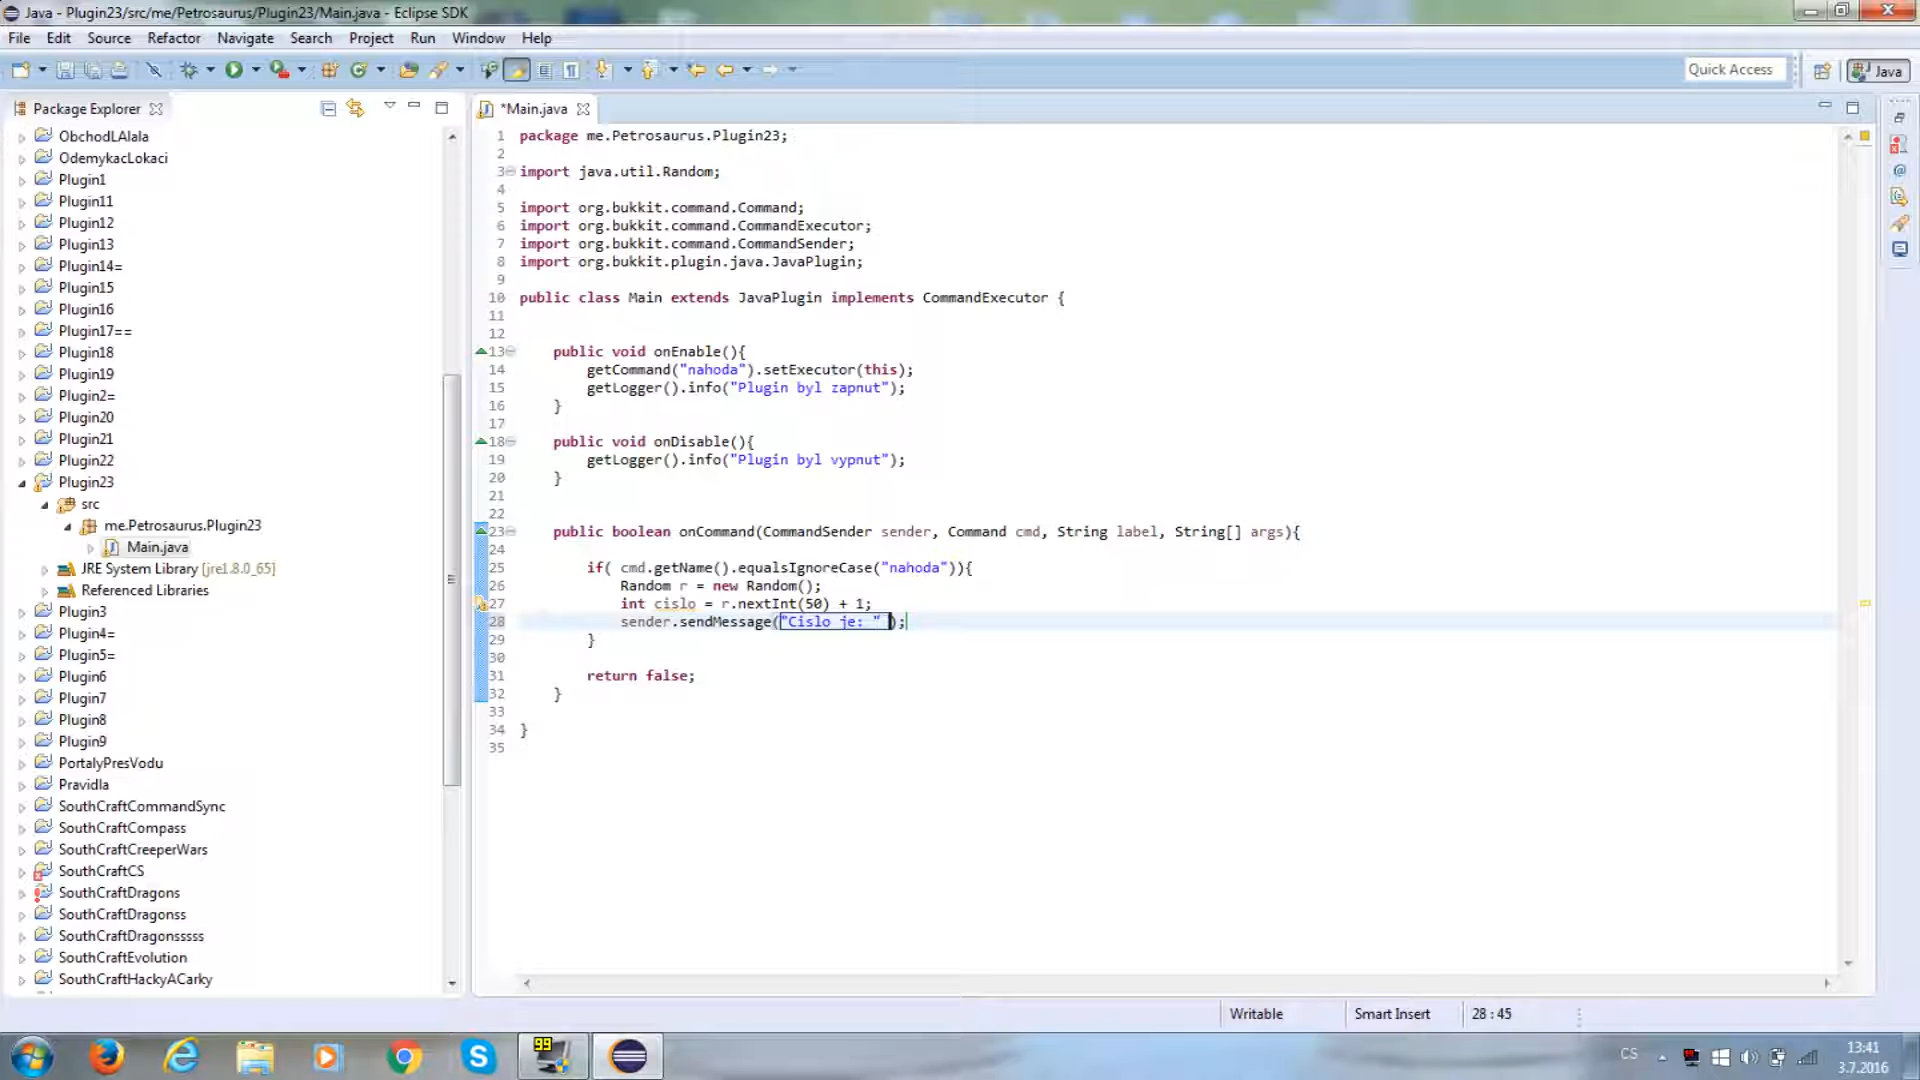 Java - Plugin23/src/me/Petrosaurus/Plugin23/Main.java - Eclipse SDK
File Edit Source Refactor Navigate Search Project Run Window Help
Quick Access
Java
Package Explorer
ObchodLAlala
OdemykacLokaci
Plugin1
Plugin11
Plugin12
Plugin13
Plugin14=
Plugin15
Plugin16
Plugin17==
Plugin18
Plugin19
Plugin2=
Plugin20
Plugin21
Plugin22
Plugin23
src
me.Petrosaurus.Plugin23
Main.java
JRE System Library [jre1.8.0_65]
Referenced Libraries
Plugin3
Plugin4=
Plugin5=
Plugin6
Plugin7
Plugin8
Plugin9
PortalyPresVodu
Pravidla
SouthCraftCommandSync
SouthCraftCompass
SouthCraftCreeperWars
SouthCraftCS
SouthCraftDragons
SouthCraftDragonss
SouthCraftDragonsssss
SouthCraftEvolution
SouthCraftHackyACarky
*Main.java
1 package me.Petrosaurus.Plugin23;
2
3 import java.util.Random;
4
5 import org.bukkit.command.Command;
6 import org.bukkit.command.CommandExecutor;
7 import org.bukkit.command.CommandSender;
8 import org.bukkit.plugin.java.JavaPlugin;
9
10 public class Main extends JavaPlugin implements CommandExecutor {
11
12
13 public void onEnable(){
14 getCommand("nahoda").setExecutor(this);
15 getLogger().info("Plugin byl zapnut");
16 }
17
18 public void onDisable(){
19 getLogger().info("Plugin byl vypnut");
20 }
21
22
23 public boolean onCommand(CommandSender sender, Command cmd, String label, String[] args){
24
25 if( cmd.getName().equalsIgnoreCase("nahoda")){
26 Random r = new Random();
27 int cislo = r.nextInt(50) + 1;
28 sender.sendMessage("Cislo je: " );
29 }
30
31 return false;
32 }
33
34 }
35
Writable Smart Insert 28 : 45
99
CS
13:41
3.7.2016